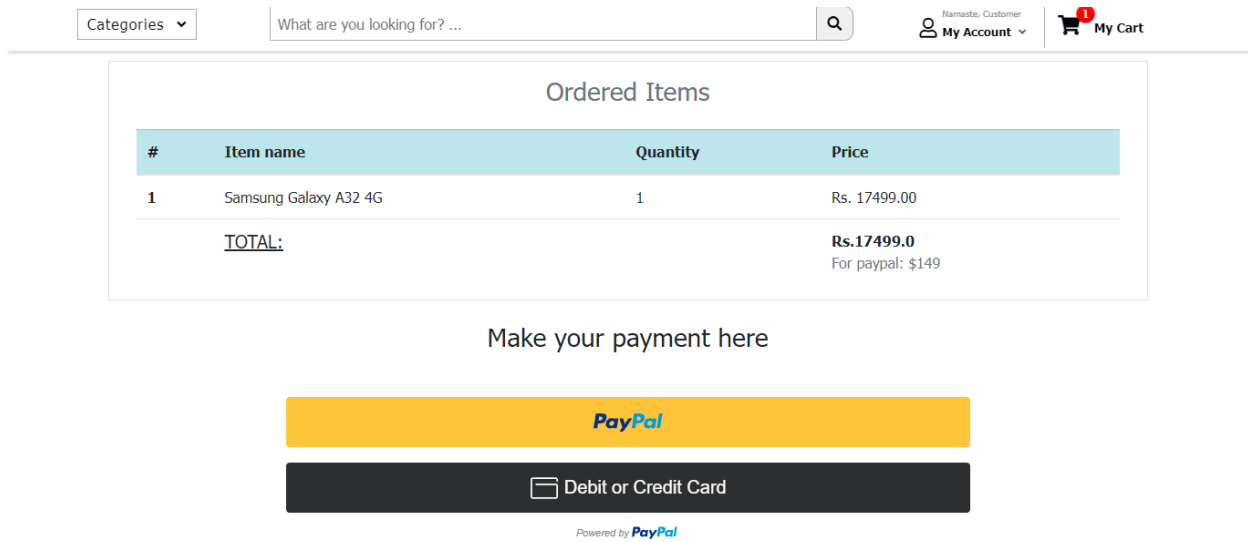 Categories
What are you looking for? ...
Namaste, Customer
My Account
1
My Cart
Ordered Items
# Item name Quantity Price
1 Samsung Galaxy A32 4G 1 Rs. 17499.00
TOTAL: Rs.17499.0
For paypal: $149
Make your payment here
PayPal
Debit or Credit Card
Powered by PayPal